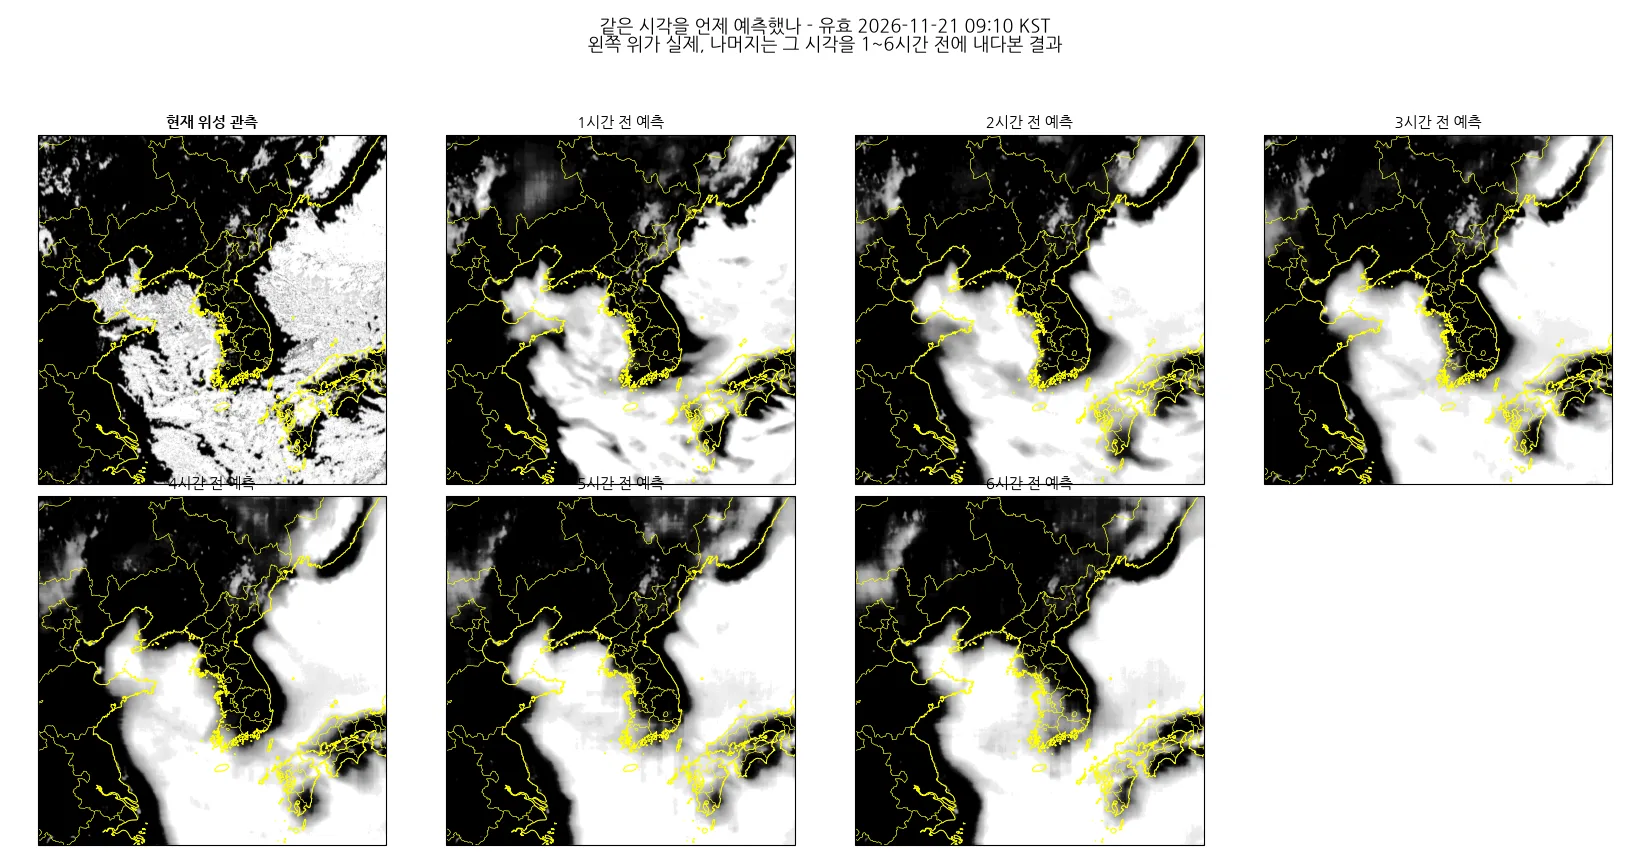 같은 시각을 언제 예측했나 - 유효 2026-11-21 09:10 KST
왼쪽 위가 실제, 나머지는 그 시각을 1~6시간 전에 내다본 결과
현재 위성 관측
1시간 전 예측
2시간 전 예측
3시간 전 예측
4시간 전 예측
5시간 전 예측
6시간 전 예측